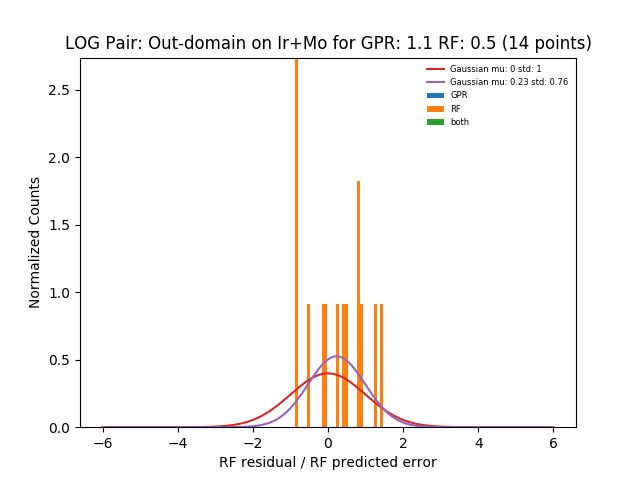 LOG Pair: Out-domain on Ir+Mo for GPR: 1.1 RF: 0.5 (14 points)
Gaussian mu: 0 std: 1
Gaussian mu: 0.23 std: 0.76
GPR
RF
both
Normalized Counts
2.5
2.0
1.5
1.0
0.5
0.0
−6 −4 −2 0 2 4 6
RF residual / RF predicted error